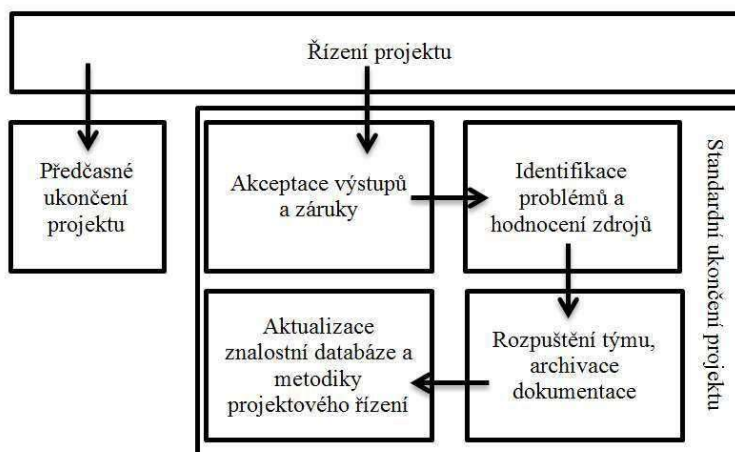 Řízení projektu
Předčasné
ukončení
projektu
Akceptace výstupů
a záruky
Identifikace
problémů a
hodnocení zdrojů
Standardní ukončení projektu
Aktualizace
znalostní databáze a
metodiky
projektového řízení
Rozpuštění týmu,
archivace
dokumentace